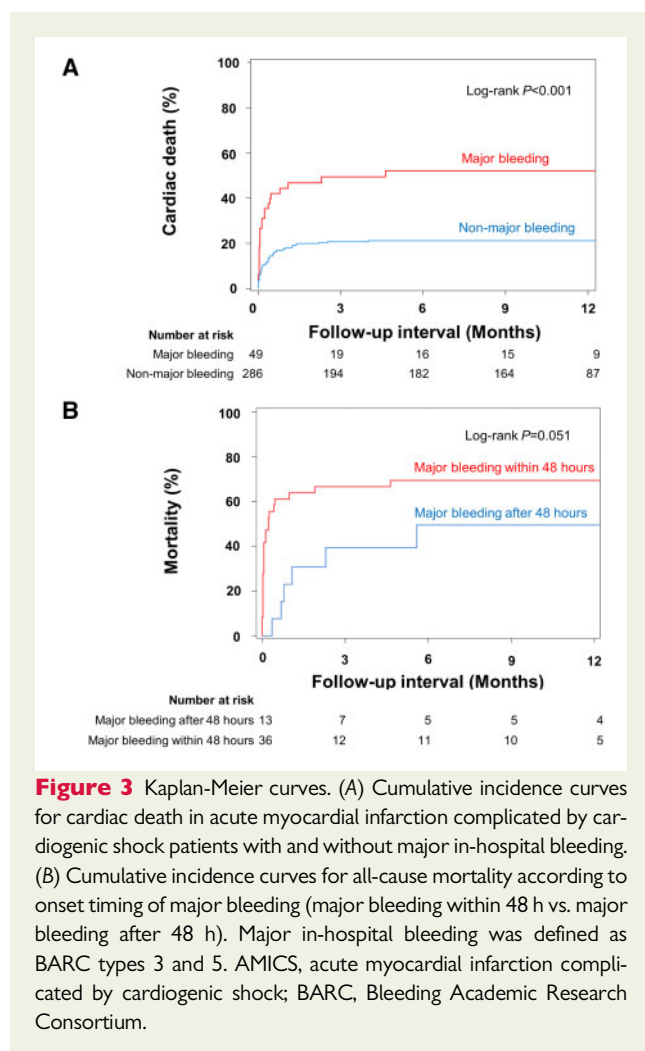 A
100
80
60
40
20
0
Cardiac death (%)
Log-rank P<0.001
Major bleeding
Non-major bleeding
0 3 6 9 12
Number at risk Follow-up interval (Months)
Major bleeding 49 19 16 15 9
Non-major bleeding 286 194 182 164 87
B
100
80
60
40
20
0
Mortality (%)
Log-rank P=0.051
Major bleeding within 48 hours
Major bleeding after 48 hours
0 3 6 9 12
Follow-up interval (Months)
Number at risk
Major bleeding after 48 hours 13 7 5 5 4
Major bleeding within 48 hours 36 12 11 10 5
Figure 3 Kaplan-Meier curves. (A) Cumulative incidence curves
for cardiac death in acute myocardial infarction complicated by car-
diogenic shock patients with and without major in-hospital bleeding.
(B) Cumulative incidence curves for all-cause mortality according to
onset timing of major bleeding (major bleeding within 48 h vs. major
bleeding after 48 h). Major in-hospital bleeding was defined as
BARC types 3 and 5. AMICS, acute myocardial infarction compli-
cated by cardiogenic shock; BARC, Bleeding Academic Research
Consortium.